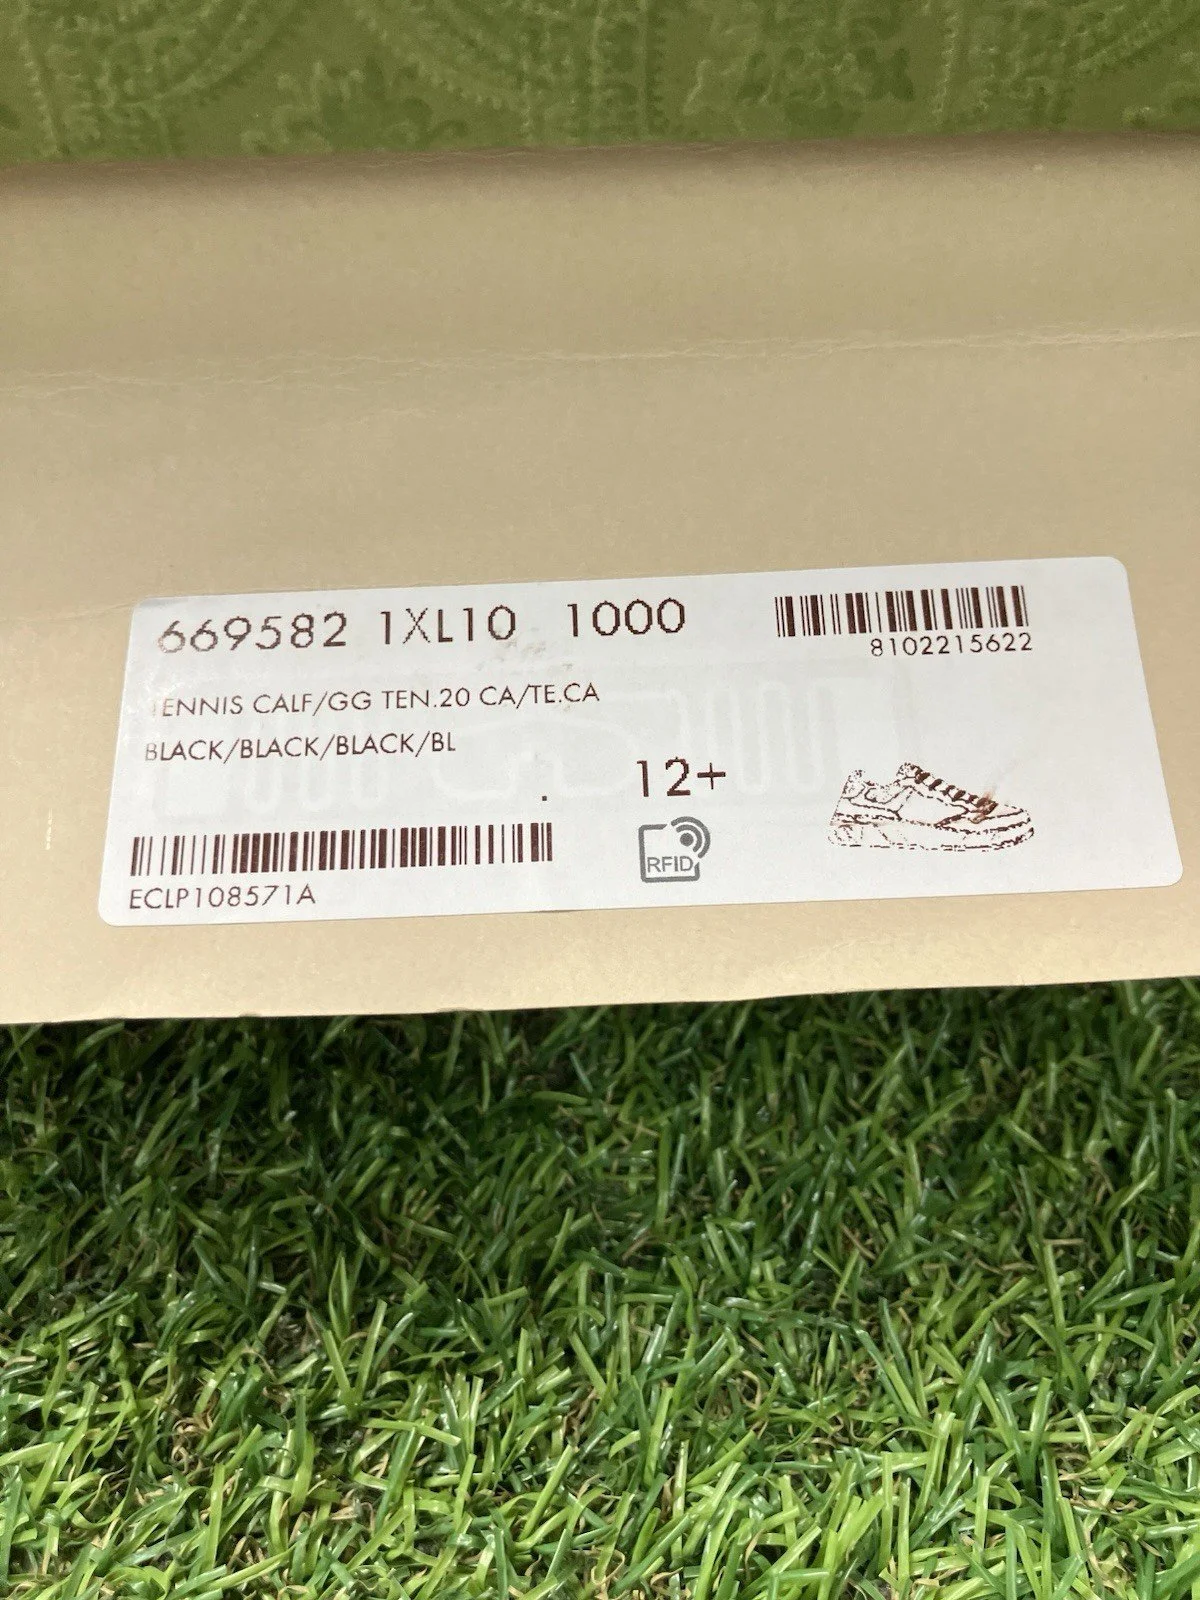 669582 1XL10 1000
8102215622
TENNIS CALF/GG TEN.20 CA/TE.CA
BLACK/BLACK/BLACK/BL
12+
RFID
ECLP108571A